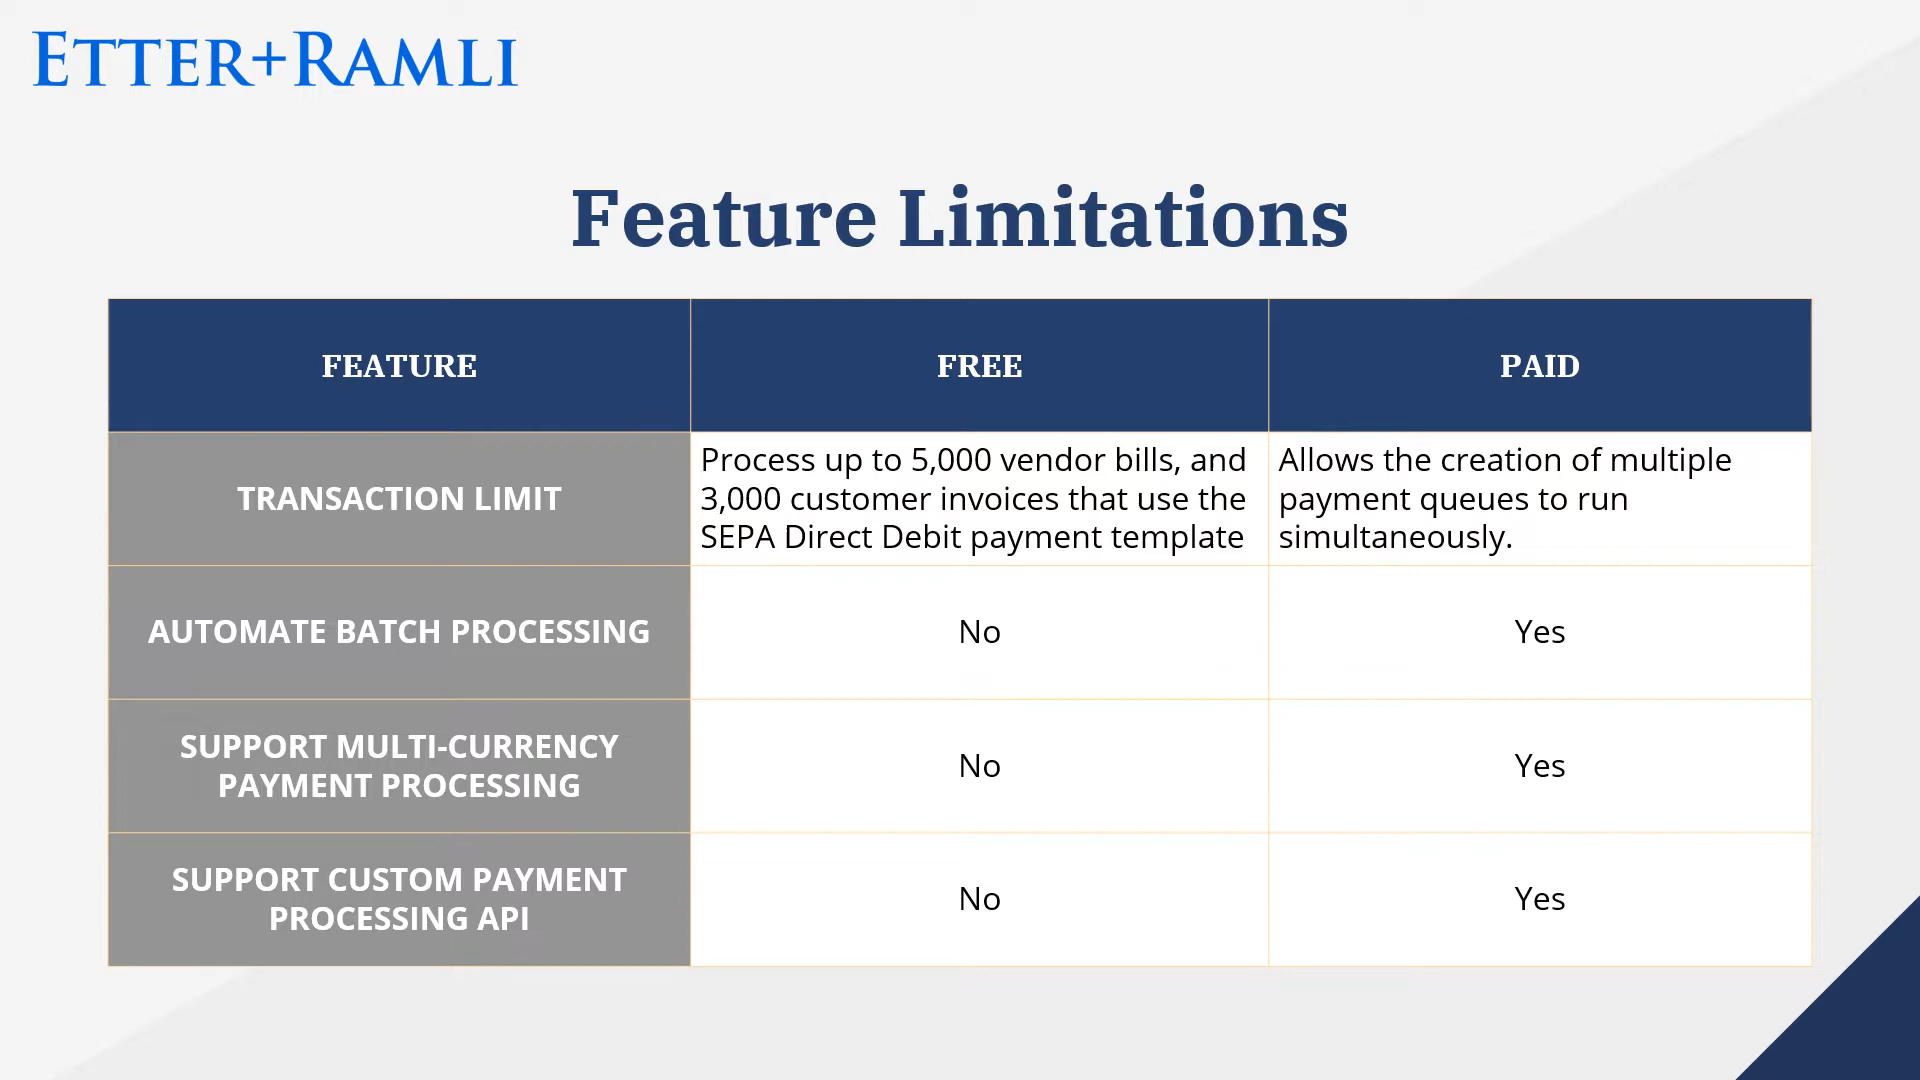 ETTER+RAMLI
Feature Limitations
FEATURE
FREE
PAID
TRANSACTION LIMIT
Process up to 5,000 vendor bills, and
3,000 customer invoices that use the
SEPA Direct Debit payment template
Allows the creation of multiple
payment queues to run
simultaneously.
AUTOMATE BATCH PROCESSING
No
Yes
SUPPORT MULTI-CURRENCY
PAYMENT PROCESSING
No
Yes
SUPPORT CUSTOM PAYMENT
PROCESSING API
No
Yes